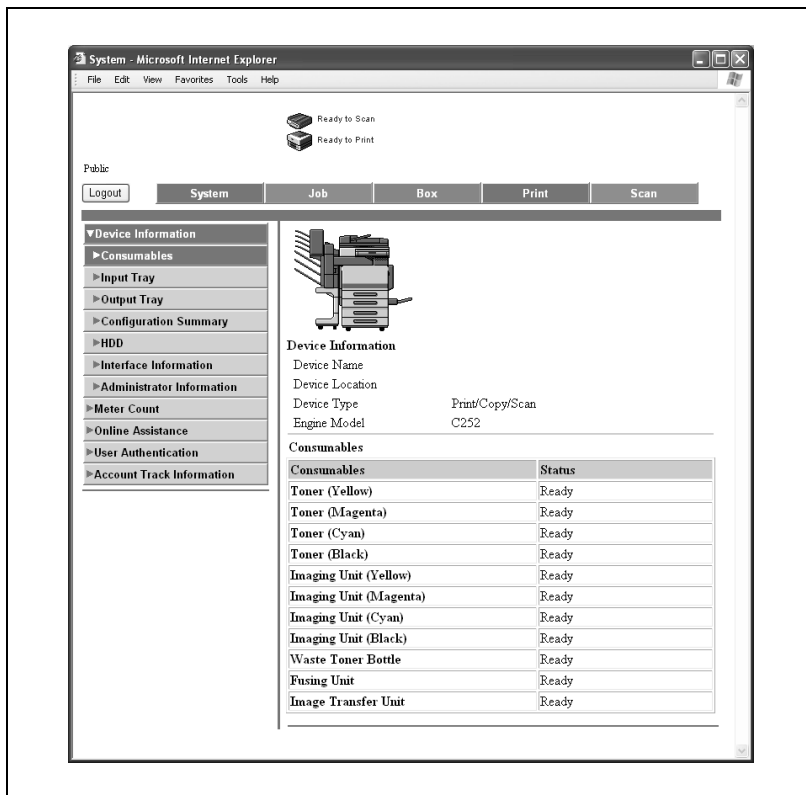 System - Microsoft Internet Explorer
File Edit View Favorites Tools Help
Ready to Scan
Ready to Print
Public
Logout System Job Box Print Scan
Device Information
Consumables
Input Tray
Output Tray
Configuration Summary
HDD
Interface Information
Administrator Information
Meter Count
Online Assistance
User Authentication
Account Track Information
Device Information
Device Name
Device Location
Device Type Print/Copy/Scan
Engine Model C252
Consumables
Consumables Status
Toner (Yellow) Ready
Toner (Magenta) Ready
Toner (Cyan) Ready
Toner (Black) Ready
Imaging Unit (Yellow) Ready
Imaging Unit (Magenta) Ready
Imaging Unit (Cyan) Ready
Imaging Unit (Black) Ready
Waste Toner Bottle Ready
Fusing Unit Ready
Image Transfer Unit Ready